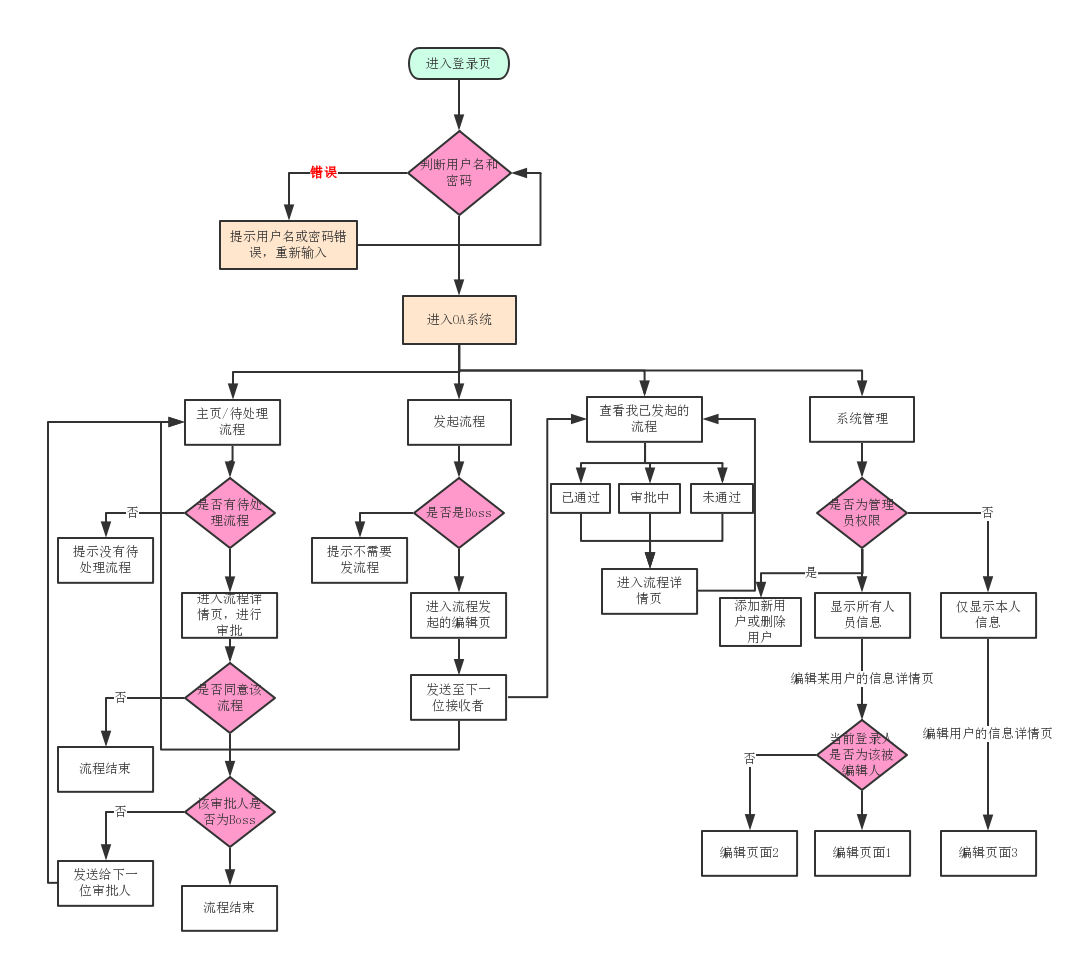 进入登录页
判断用户名和
密码
错误
提示用户名或密码错
误，重新输入
进入OA系统
主页/待处理
流程
发起流程
查看我已发起的
流程
系统管理
是否有待处
理流程
否
提示没有待
处理流程
是否是Boss
提示不需要
发流程
已通过
审批中
未通过
是否为管理
员权限
否
是
进入流程详
情页，进行
审批
进入流程发
起的编辑页
进入流程详
情页
添加新用
户或删除
用户
显示所有人
员信息
仅显示本人
信息
是否同意该
流程
否
发送至下一
位接收者
编辑某用户的信息详情页
编辑用户的信息详情页
流程结束
当前登录人
是否为该被
编辑人
否
该审批人是
否为Boss
否
发送给下一
位审批人
流程结束
编辑页面2
编辑页面1
编辑页面3